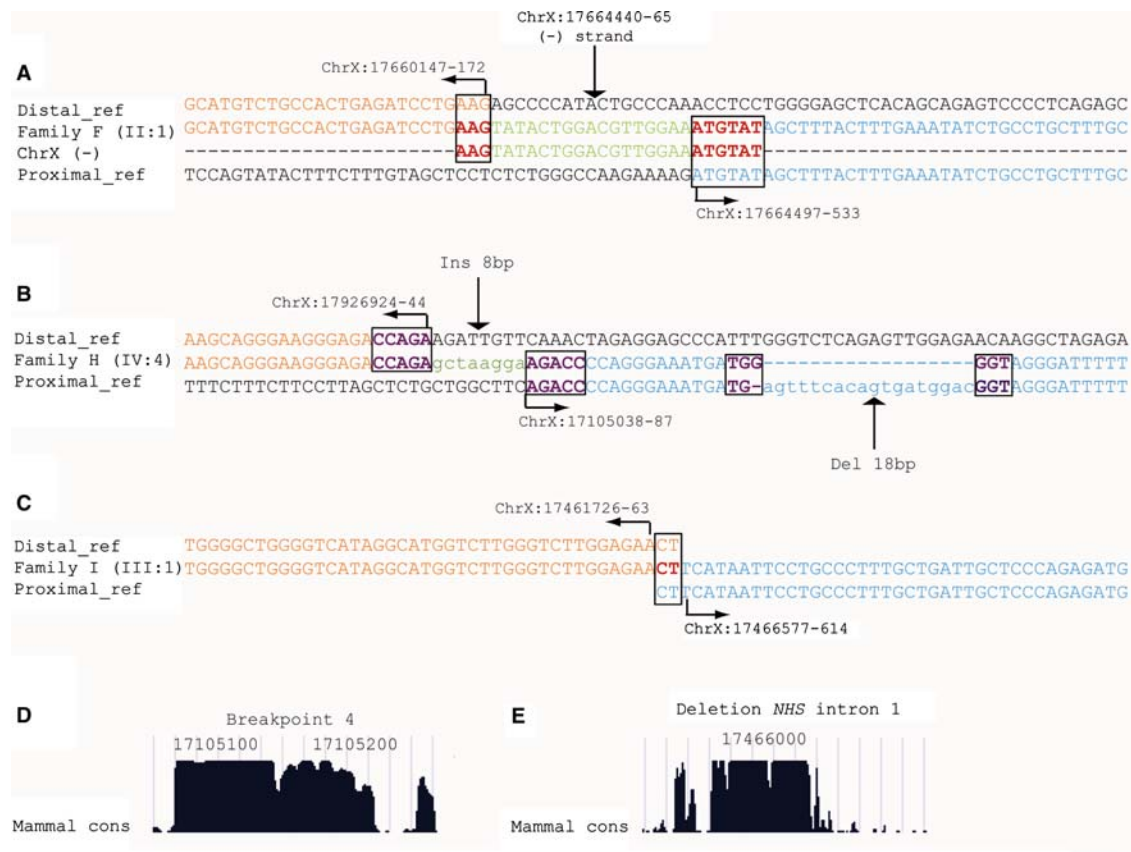 ChrX:17664440-65
(-) strand
A
ChrX:17660147-172
Distal_ref GCATGTCTGCCACTGAGATCCTGAAGAGCCCCATACTGCCCAAACCTCCTGGGGAGCTCACAGCAGAGTCCCCTCAGAGC
Family F (II:1) GCATGTCTGCCACTGAGATCCTGAAGTATACTGGACGTTGGAAATGTATAGCTTTACTTTGAAATATCTGCCTGCTTTGC
ChrX (-) -----------------------AAGTATACTGGACGTTGGAAATGTAT-------------------------------
Proximal_ref TCCAGTATACTTTCTTTGTAGCTCCTCTCTGGGCCAAGAAAAGATGTATAGCTTTACTTTGAAATATCTGCCTGCTTTGC
ChrX:17664497-533
Ins 8bp
B
ChrX:17926924-44
Distal_ref AAGCAGGGAAGGGAGACCAGAAGATTGTTCAAACTAGAGGAGCCCATTTGGGTCTCAGAGTTGGAGAACAAGGCTAGAGA
Family H (IV:4) AAGCAGGGAAGGGAGACCAGAgctaaggaAGACCCCAGGGAAATGATGG------------------GGTAGGGATTTTT
Proximal_ref TTTCTTTCTTCCTTAGCTCTGCTGGCTTCAGACCCCAGGGAAATGATG-agtttcacagtgatggacGGTAGGGATTTTT
ChrX:17105038-87
Del 18bp
C
ChrX:17461726-63
Distal_ref TGGGGCTGGGGTCATAGGCATGGTCTTGGGTCTTGGAGAACT
Family I (III:1) TGGGGCTGGGGTCATAGGCATGGTCTTGGGTCTTGGAGAACTTCATAATTCCTGCCCTTTGCTGATTGCTCCCAGAGATG
Proximal_ref CTTCATAATTCCTGCCCTTTGCTGATTGCTCCCAGAGATG
ChrX:17466577-614
D
Breakpoint 4
17105100 17105200
Mammal cons
E
Deletion NHS intron 1
17466000
Mammal cons